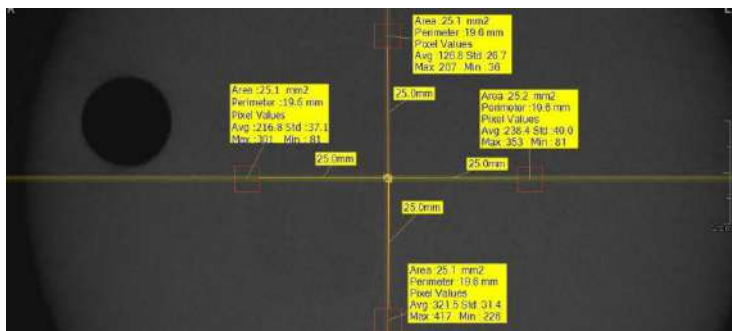 Area :25.1 mm2
Perimeter :19.6 mm
Pixel Values
Avg :126.8 Std :26.7
Max :207 Min :36
Area :25.1 mm2
Perimeter :19.6 mm
Pixel Values
Avg :216.8 Std :37.1
Max :301 Min :81
25.0mm
Area :25.2 mm2
Perimeter :19.6 mm
Pixel Values
Avg :238.4 Std :40.0
Max :353 Min :81
25.0mm
25.0mm
25.0mm
Area :25.1 mm2
Perimeter :19.6 mm
Pixel Values
Avg :321.5 Std :31.4
Max :417 Min :226